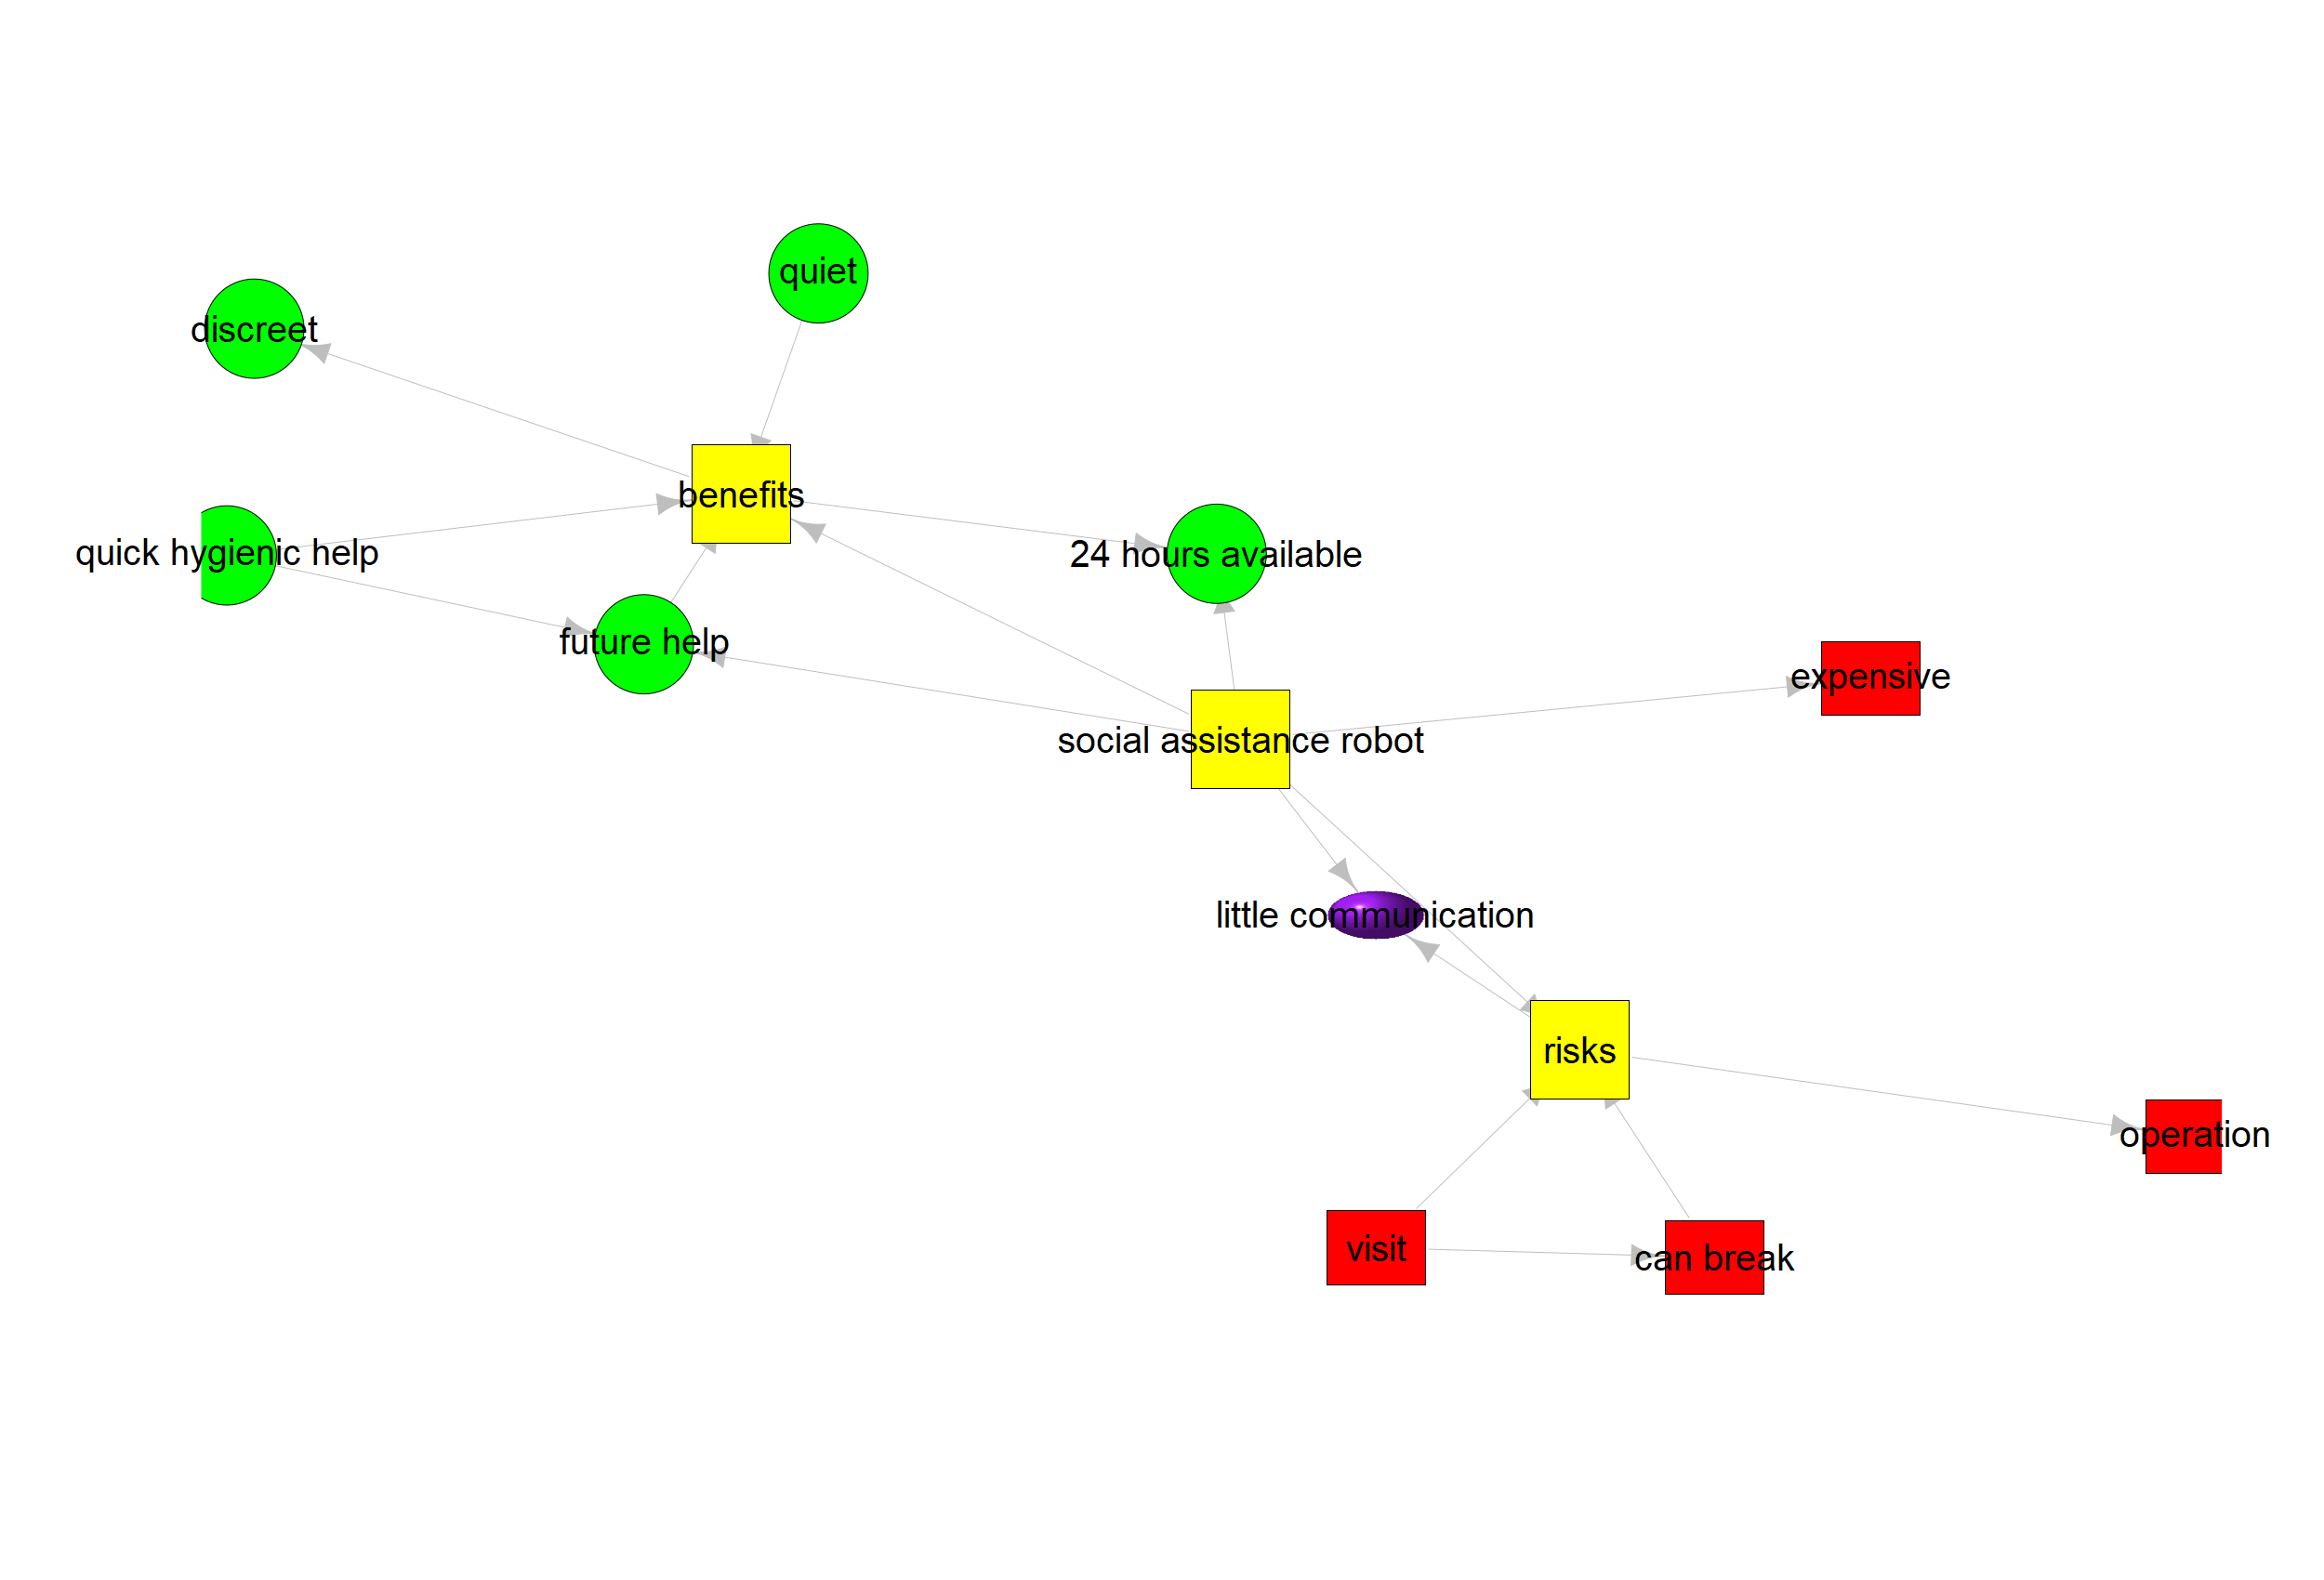 quiet
discreet
benefits
quick hygienic help
24 hours available
future help
expensive
social assistance robot
little communication
risks
operation
visit
can break